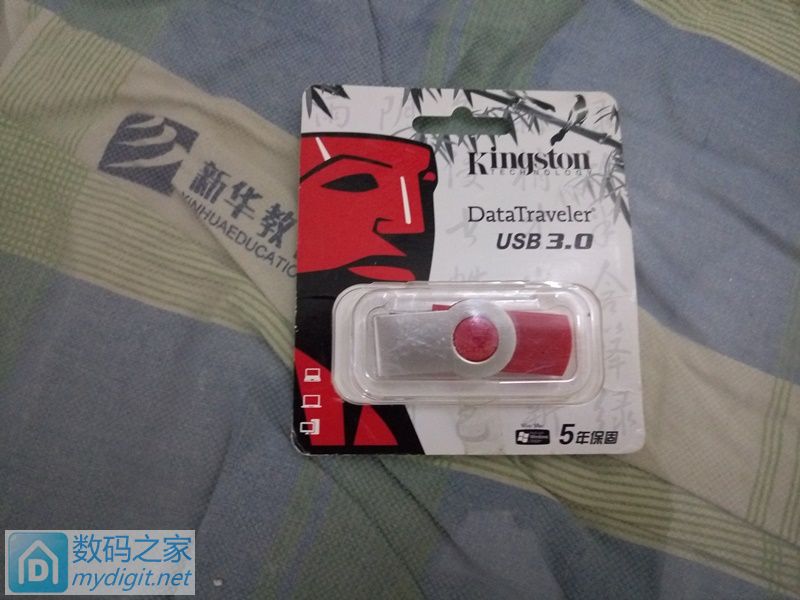 Kingston
TECHNOLOGY
DataTraveler
USB 3.0
5年保固
新华教
XINHUAEDUCATION
数码之家
mydigit.net